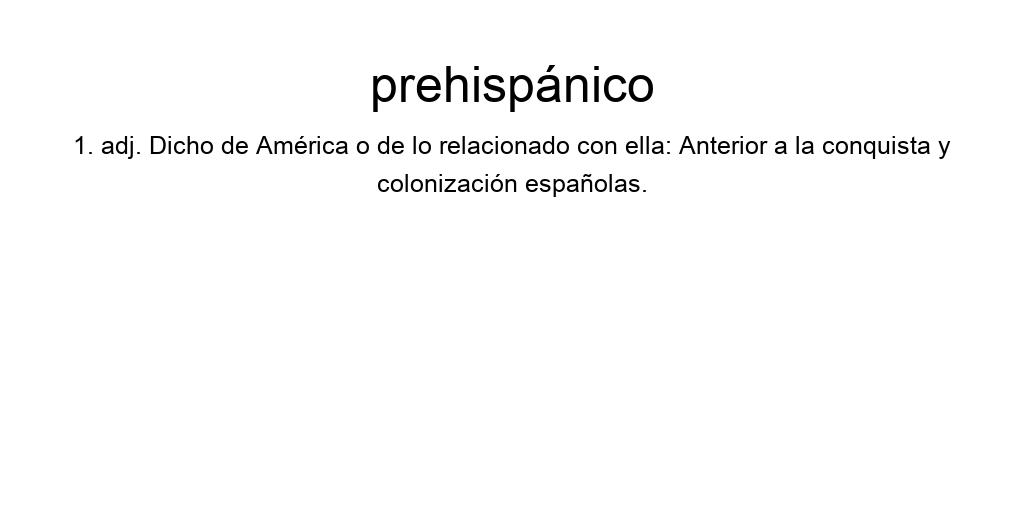 prehispánico
1. adj. Dicho de América o de lo relacionado con ella: Anterior a la conquista y
colonización españolas.